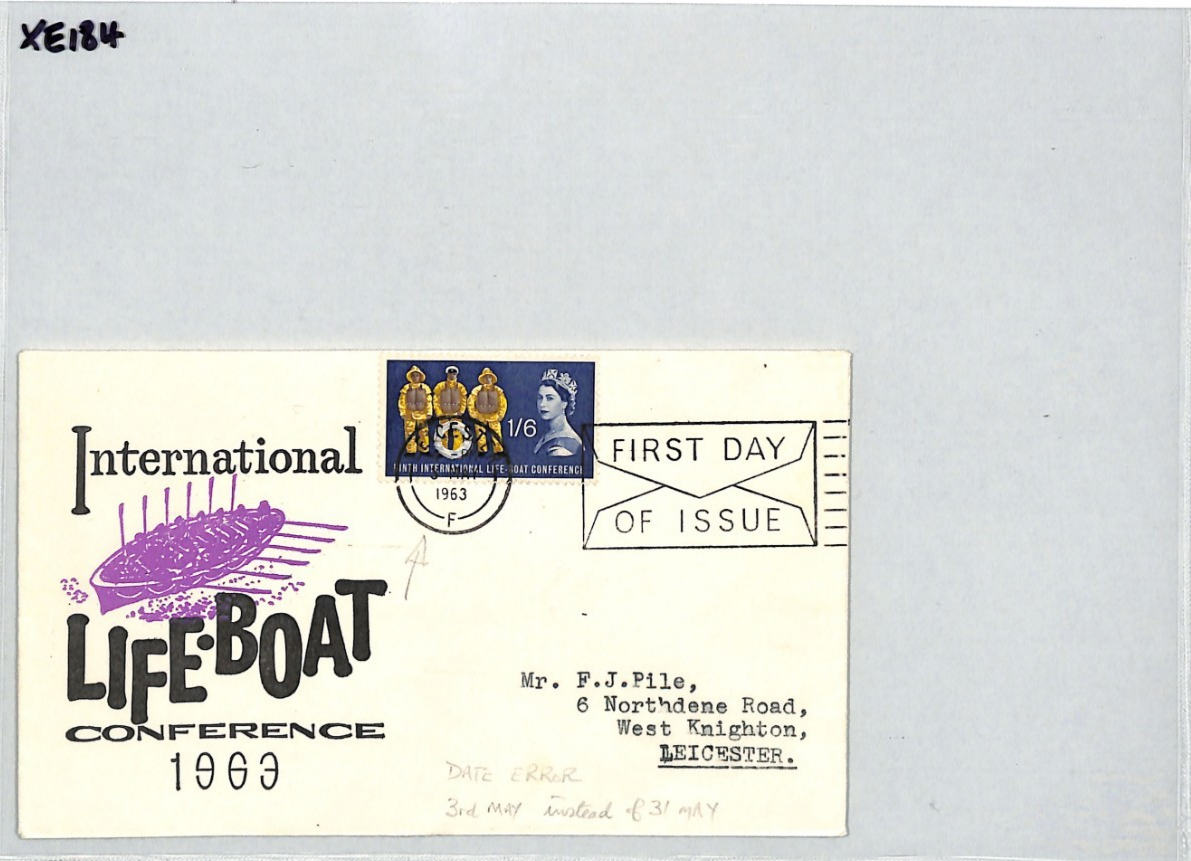 XE184
1/6
NINTH INTERNATIONAL LIFE-BOAT CONFERENCE
1963
F
FIRST DAY
OF ISSUE
International
LIFE·BOAT
CONFERENCE
1963
Mr. F.J.Pile,
6 Northdene Road,
West Knighton,
LEICESTER.
DATE ERROR
3rd MAY instead of 31 MAY